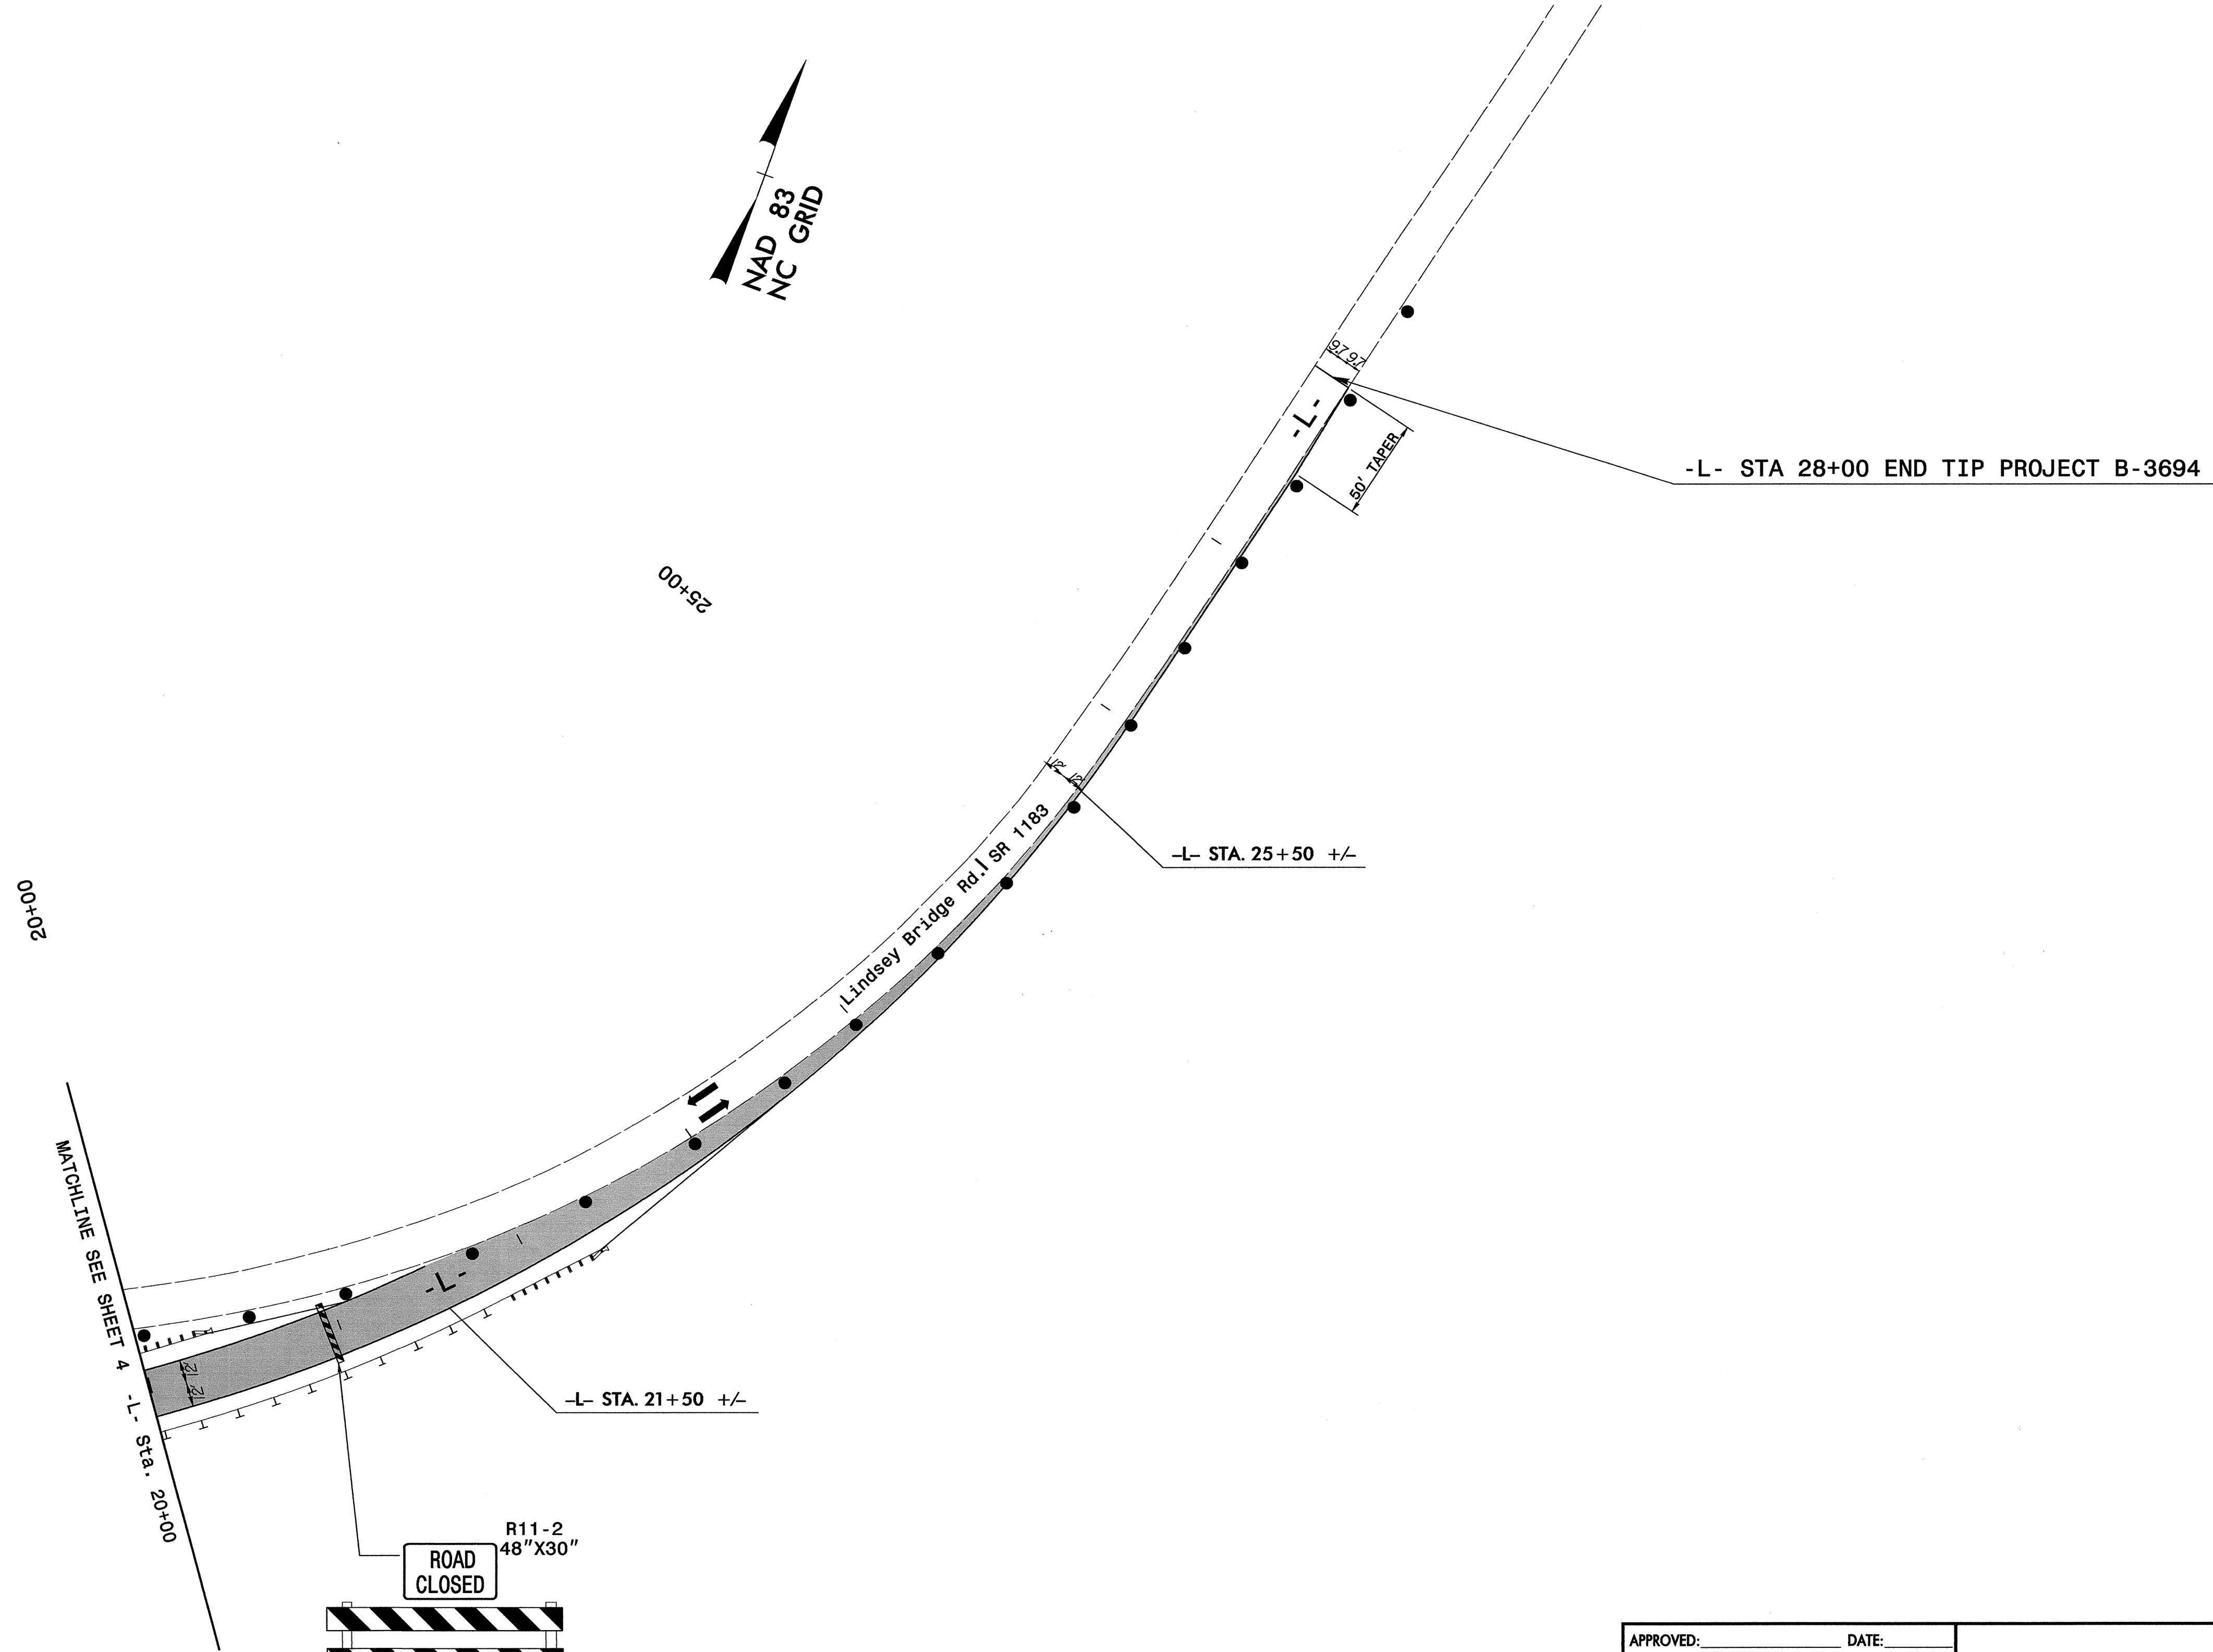 NAD 83
NC GRID
9.7 9.7
-L-
50' TAPER
-L- STA 28+00 END TIP PROJECT B-3694
25+00
12' 12'
Lindsey Bridge Rd. SR 1183
-L- STA. 25+50 +/-
20+00
MATCHLINE SEE SHEET 4 -L- Sta. 20+00
-L-
12' 12'
-L- STA. 21+50 +/-
R11-2
48"X30"
ROAD
CLOSED
APPROVED: DATE: